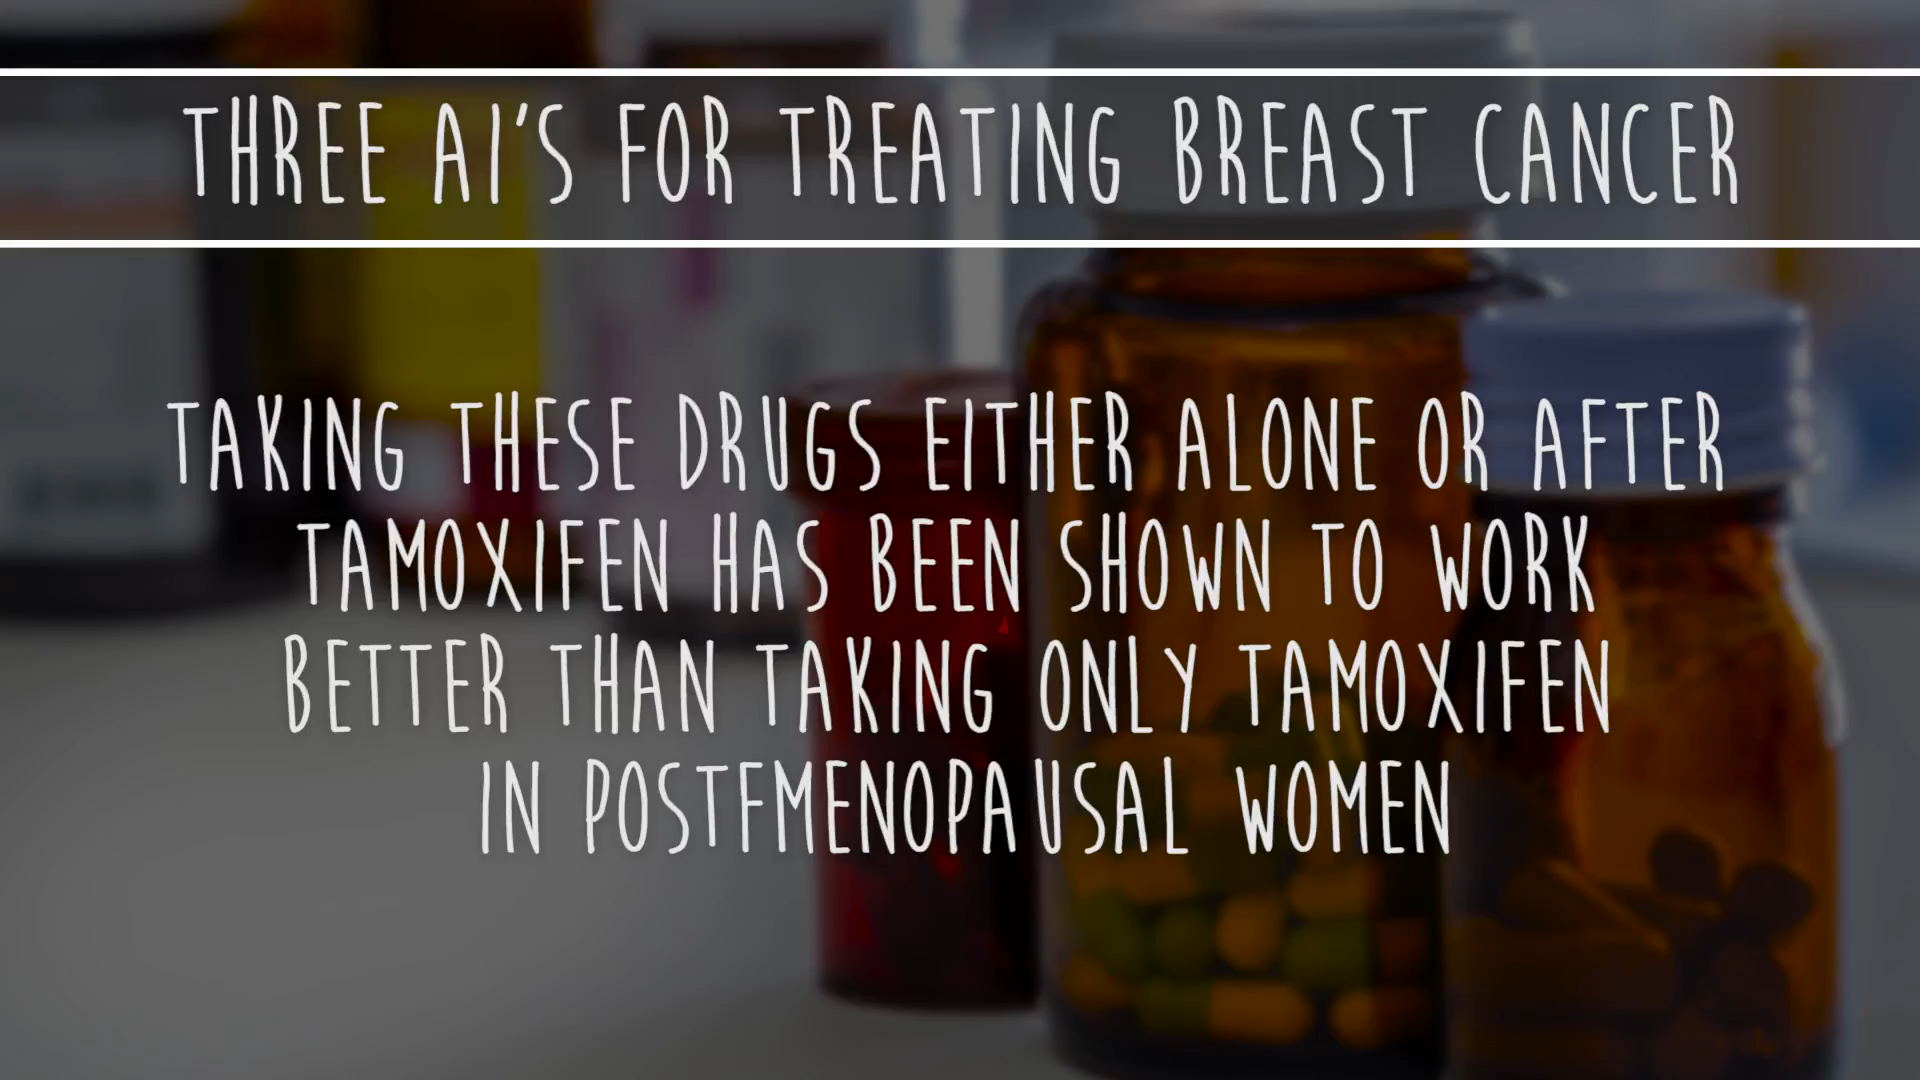 THREE AI'S FOR TREATING BREAST CANCER
TAKING THESE DRUGS EITHER ALONE OR AFTER
TAMOXIFEN HAS BEEN SHOWN TO WORK
BETTER THAN TAKING ONLY TAMOXIFEN
IN POSTFMENOPAUSAL WOMEN